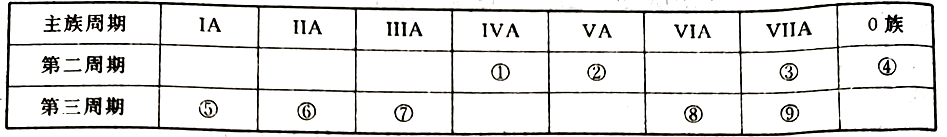 主族周期 IA IIA IIIA IVA VA VIA VIIA 0族
第二周期 ① ② ③ ④
第三周期 ⑤ ⑥ ⑦ ⑧ ⑨